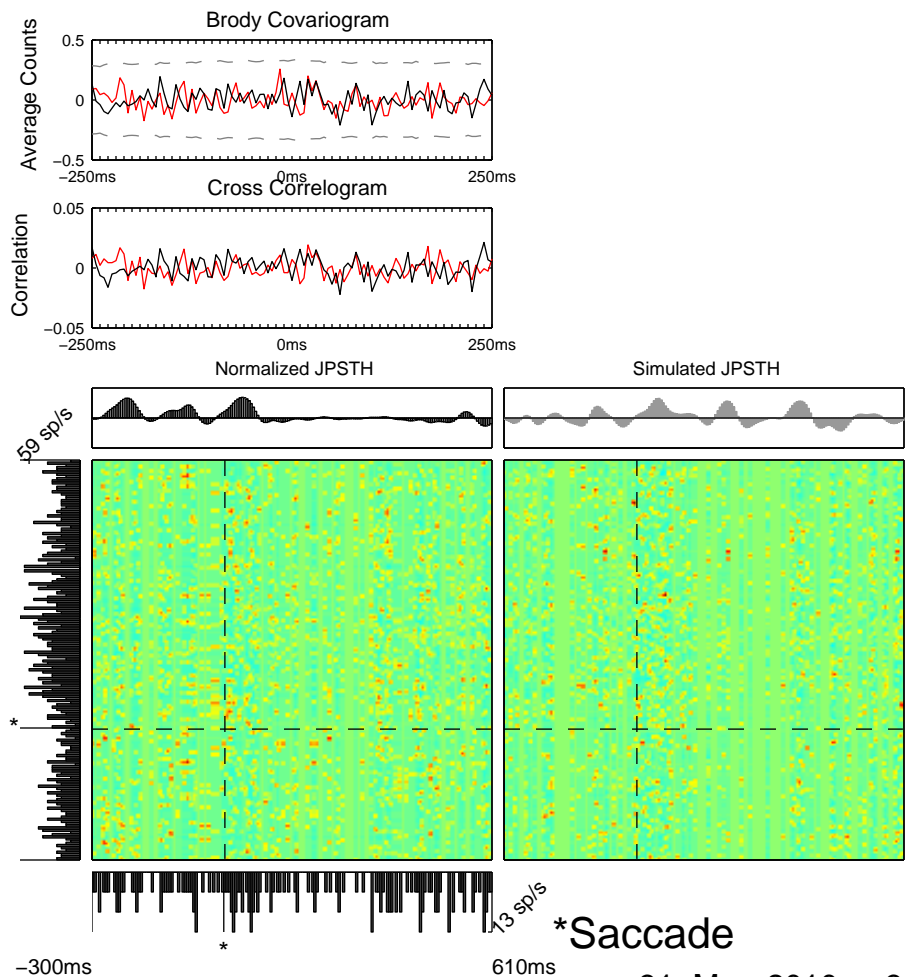 Brody Covariogram
Average Counts
0.5
0
−0.5
−250ms
0ms
250ms
Cross Correlogram
Correlation
0.05
0
−0.05
−250ms
0ms
250ms
Normalized JPSTH
Simulated JPSTH
59 sp/s
*
13 sp/s
*
*Saccade
−300ms
610ms